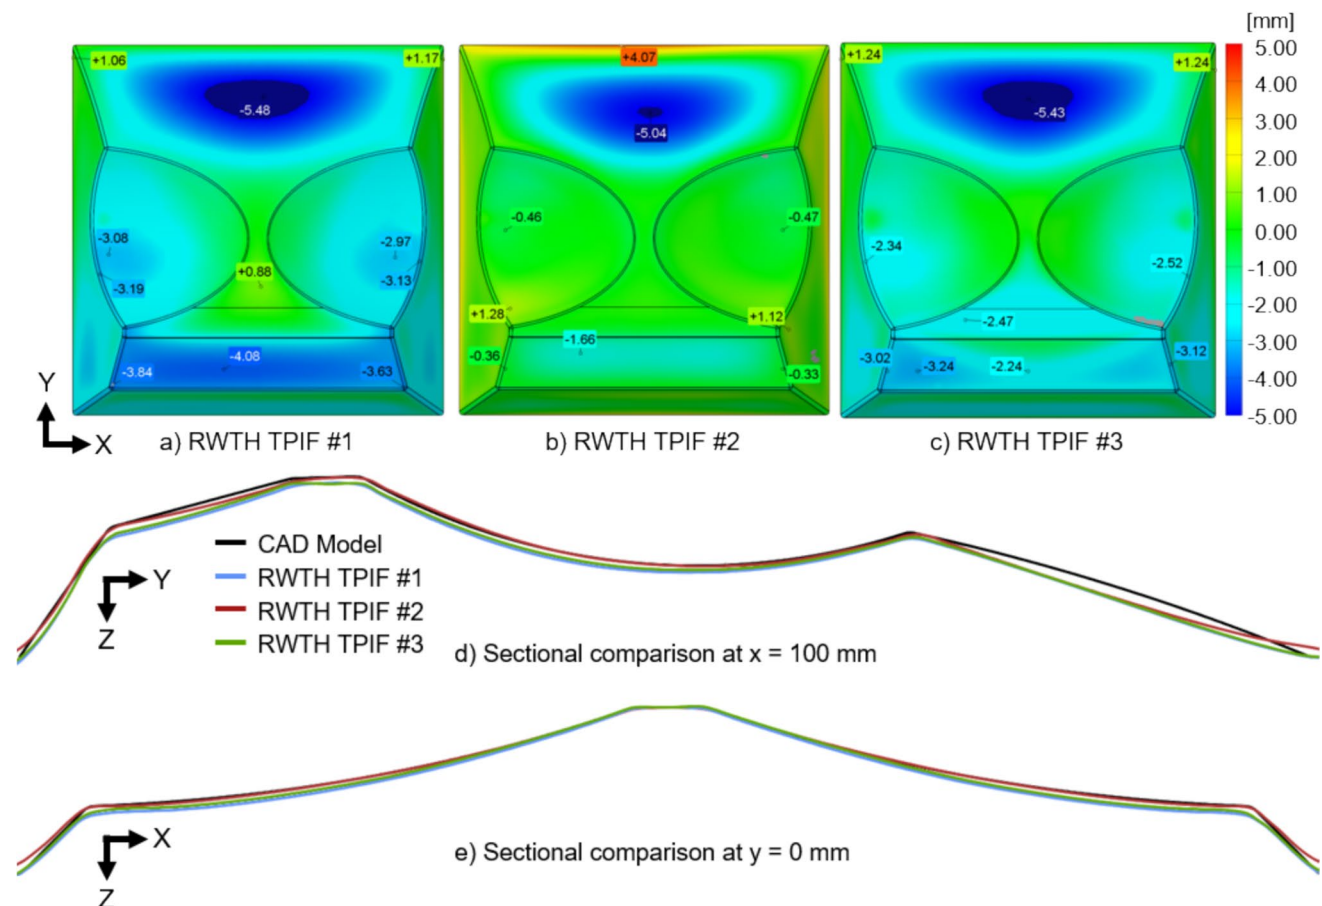 [mm]
5.00
4.00
3.00
2.00
1.00
0.00
-1.00
-2.00
-3.00
-4.00
-5.00
+1.06
+1.17
-5.48
-3.08
-2.97
+0.88
-3.19
-3.13
-4.08
-3.84
-3.63
+4.07
-5.04
-0.46
-0.47
+1.28
+1.12
-1.66
-0.36
-0.33
+1.24
+1.24
-5.43
-2.34
-2.52
-2.47
-3.02
-3.12
-3.24
-2.24
Y
X
a) RWTH TPIF #1
b) RWTH TPIF #2
c) RWTH TPIF #3
CAD Model
RWTH TPIF #1
RWTH TPIF #2
RWTH TPIF #3
Y
Z
d) Sectional comparison at x = 100 mm
X
Z
e) Sectional comparison at y = 0 mm